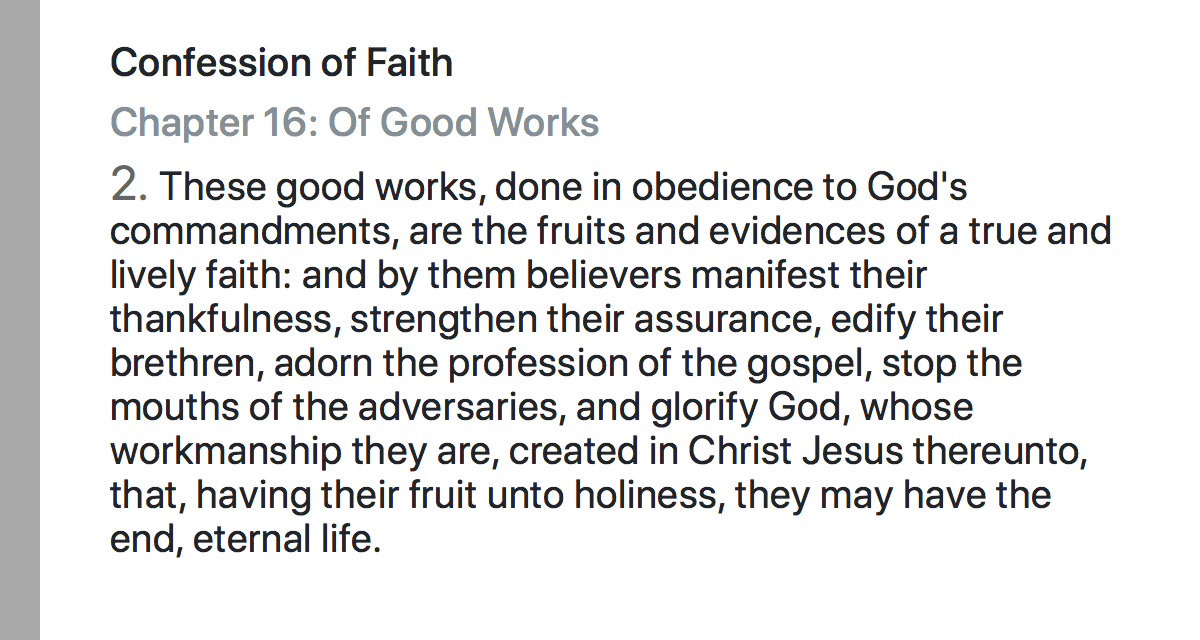 Confession of Faith
Chapter 16: Of Good Works
2. These good works, done in obedience to God's
commandments, are the fruits and evidences of a true and
lively faith: and by them believers manifest their
thankfulness, strengthen their assurance, edify their
brethren, adorn the profession of the gospel, stop the
mouths of the adversaries, and glorify God, whose
workmanship they are, created in Christ Jesus thereunto,
that, having their fruit unto holiness, they may have the
end, eternal life.